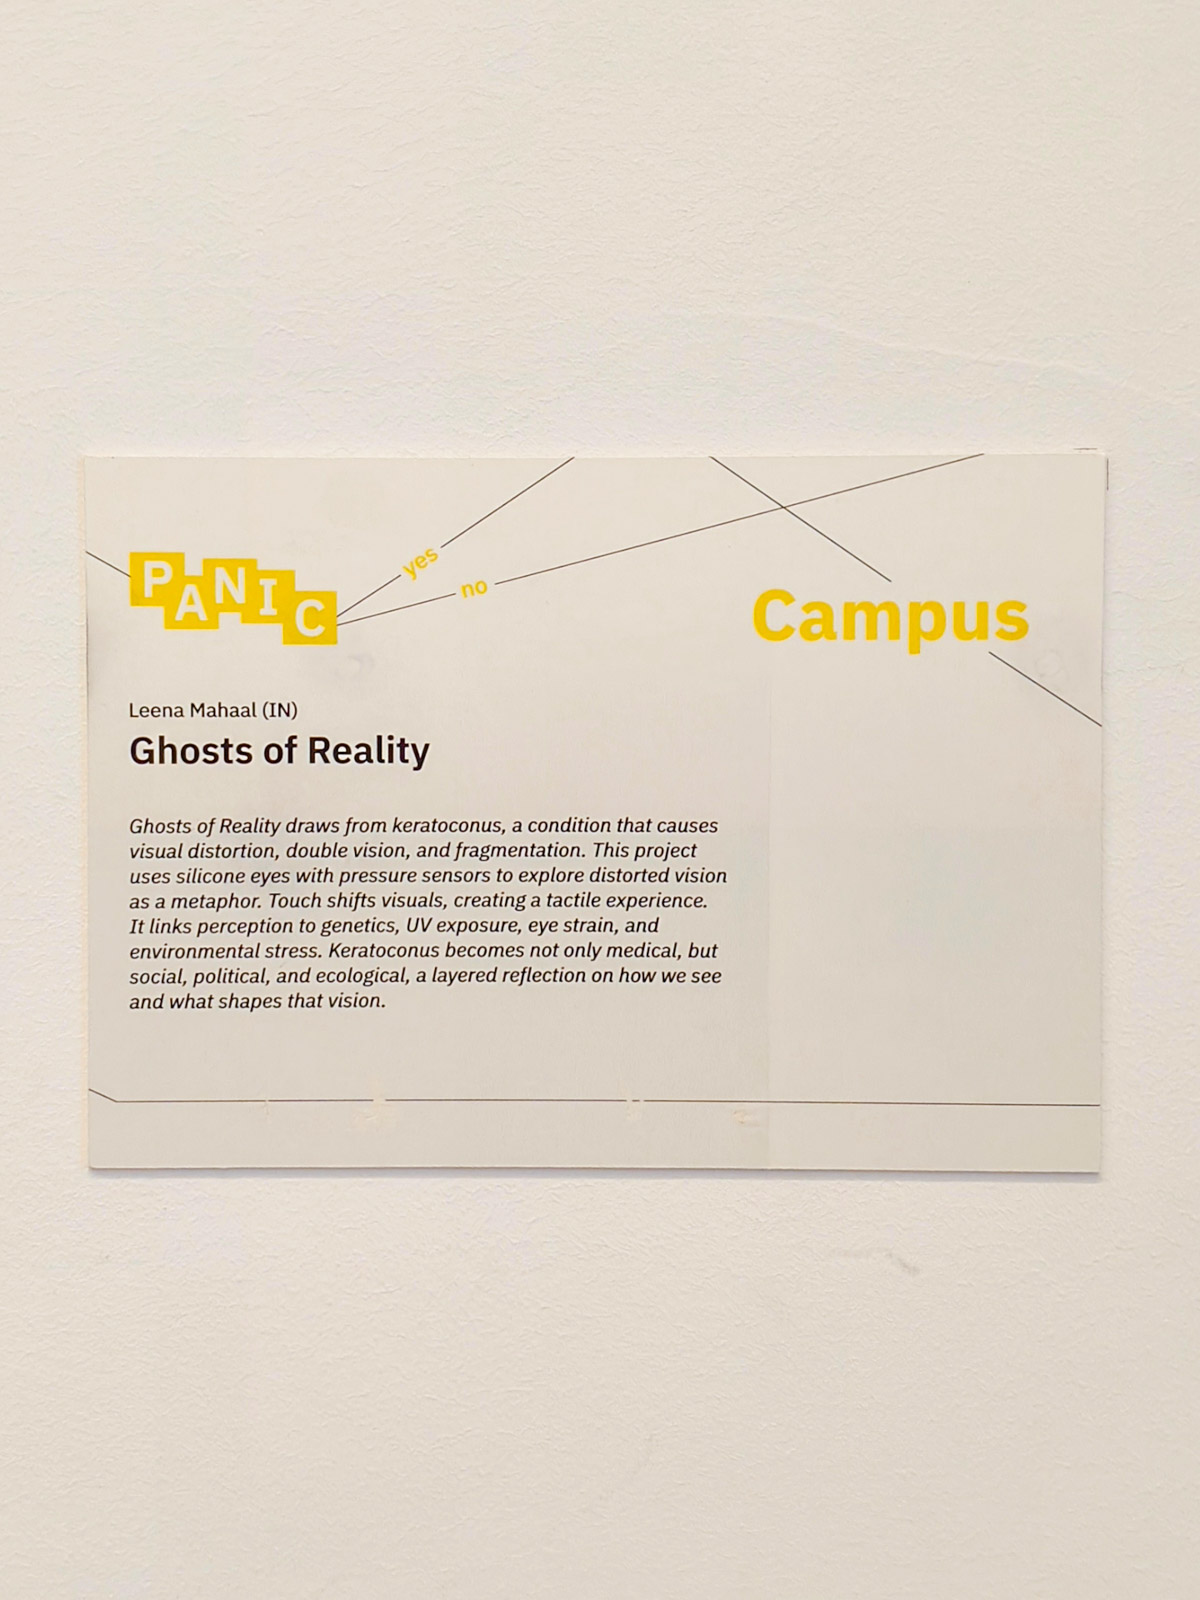 PANIC
yes
no
Campus
Leena Mahaal (IN)
Ghosts of Reality
Ghosts of Reality draws from keratoconus, a condition that causes
visual distortion, double vision, and fragmentation. This project
uses silicone eyes with pressure sensors to explore distorted vision
as a metaphor. Touch shifts visuals, creating a tactile experience.
It links perception to genetics, UV exposure, eye strain, and
environmental stress. Keratoconus becomes not only medical, but
social, political, and ecological, a layered reflection on how we see
and what shapes that vision.